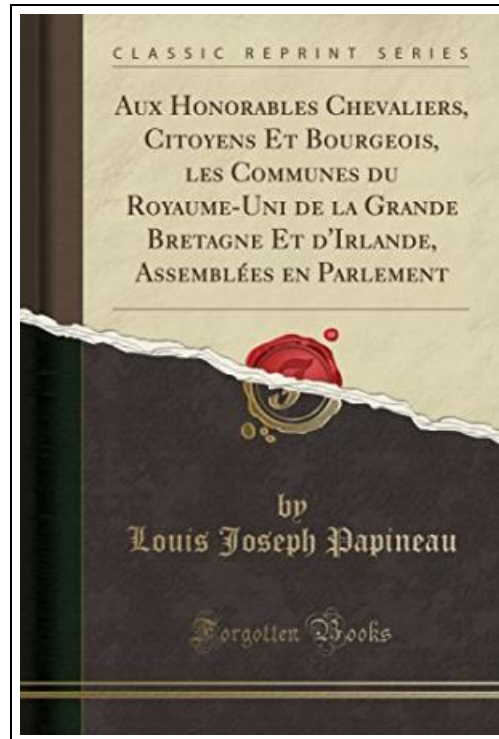 CLASSIC REPRINT SERIES
AUX HONORABLES CHEVALIERS,
CITOYENS ET BOURGEOIS,
LES COMMUNES DU
ROYAUME-UNI DE LA GRANDE
BRETAGNE ET D'IRLANDE,
ASSEMBLÉES EN PARLEMENT
by
Louis Joseph Papineau
Forgotten Books